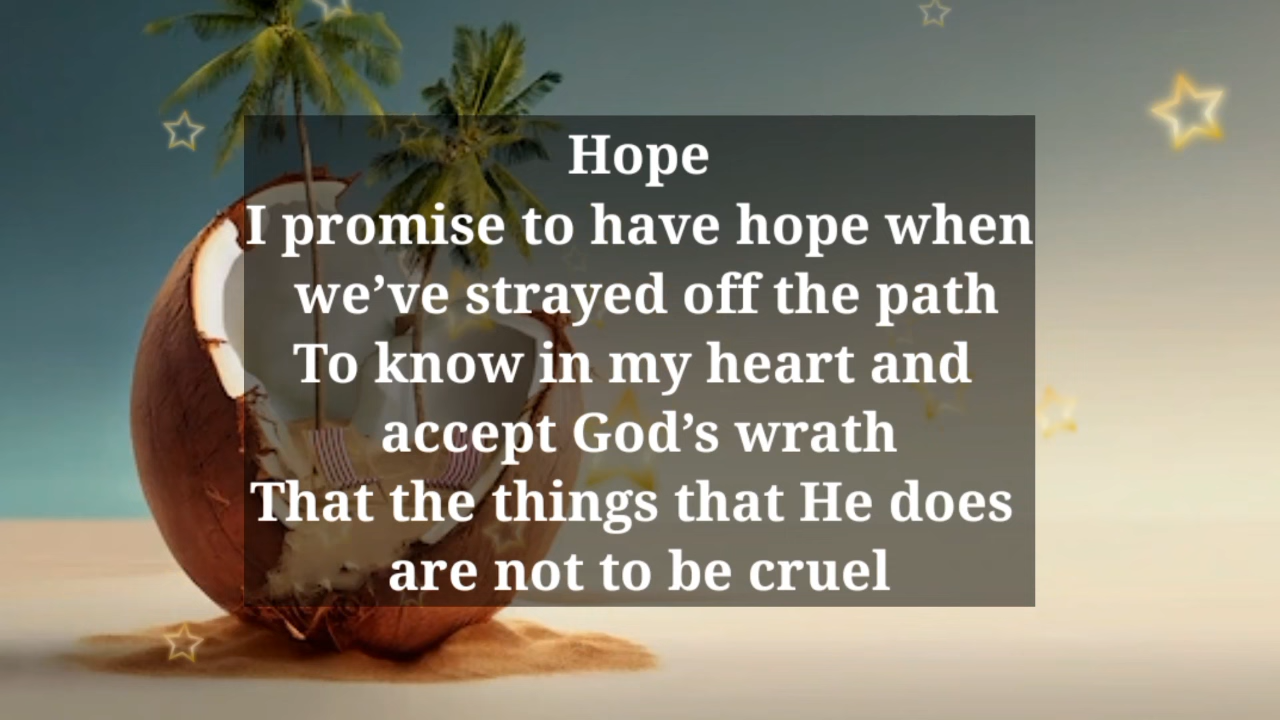 Hope
I promise to have hope when
we’ve strayed off the path
To know in my heart and
accept God’s wrath
That the things that He does
are not to be cruel